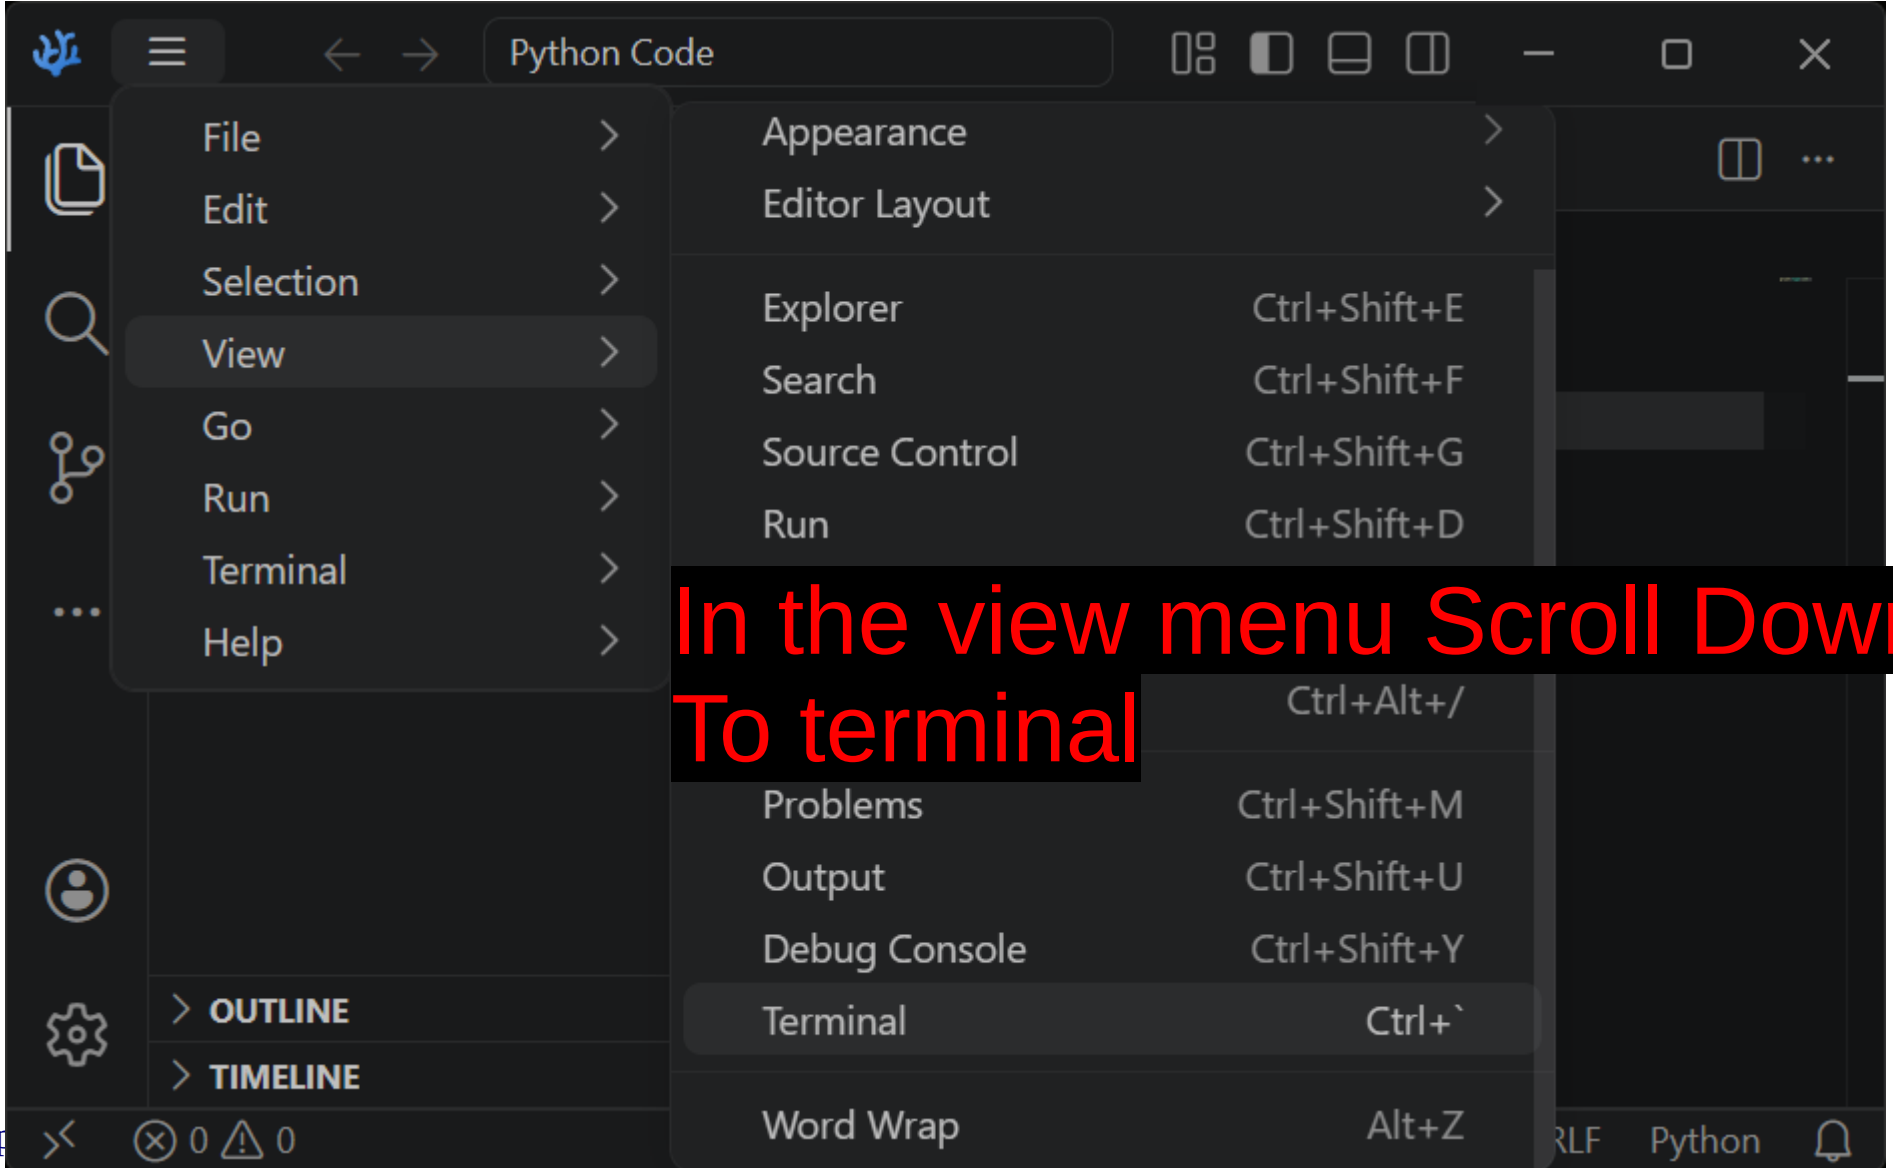 Python Code
File
Edit
Selection
View
Go
Run
Terminal
Help
Appearance
Editor Layout
Explorer Ctrl+Shift+E
Search Ctrl+Shift+F
Source Control Ctrl+Shift+G
Run Ctrl+Shift+D
In the view menu Scroll Down
To terminal
Ctrl+Alt+/
Problems Ctrl+Shift+M
Output Ctrl+Shift+U
Debug Console Ctrl+Shift+Y
Terminal Ctrl+`
Word Wrap Alt+Z
OUTLINE
TIMELINE
0 0
RLF Python